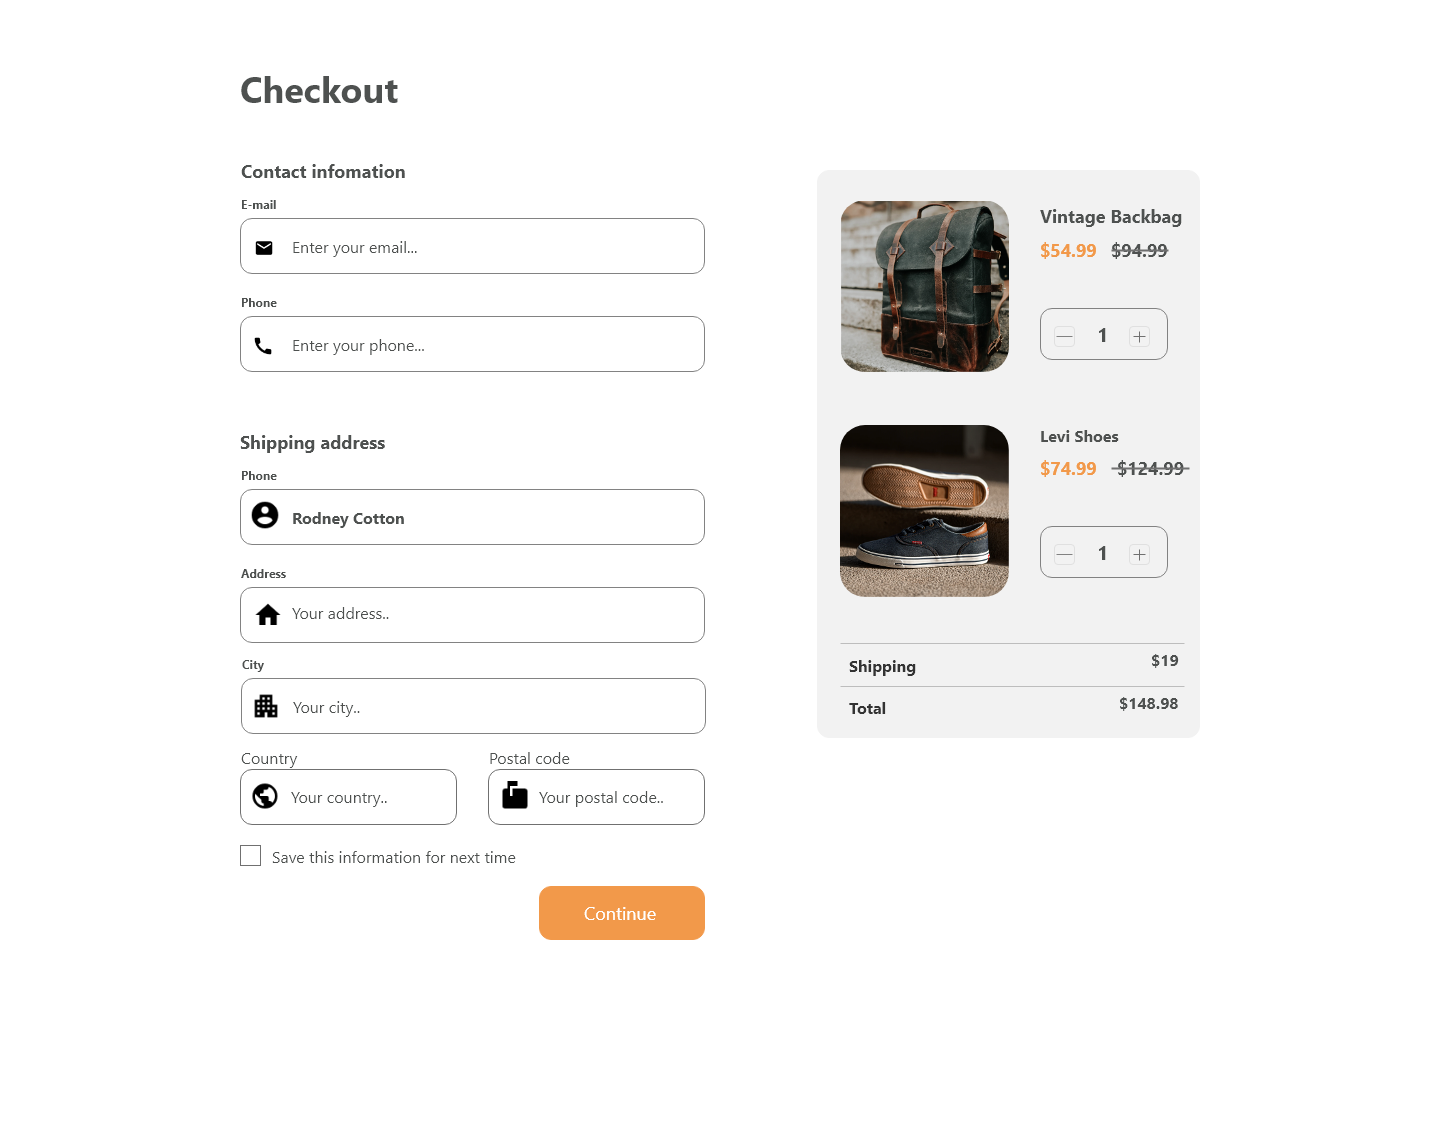 Checkout
Contact infomation
E-mail
Enter your email...
Phone
Enter your phone...
Shipping address
Phone
Rodney Cotton
Address
Your address..
City
Your city..
Country
Postal code
Your country..
Your postal code..
Save this information for next time
Continue
Vintage Backbag
$54.99 $94.99
1
Levi Shoes
$74.99 $124.99
1
Shipping $19
Total $148.98